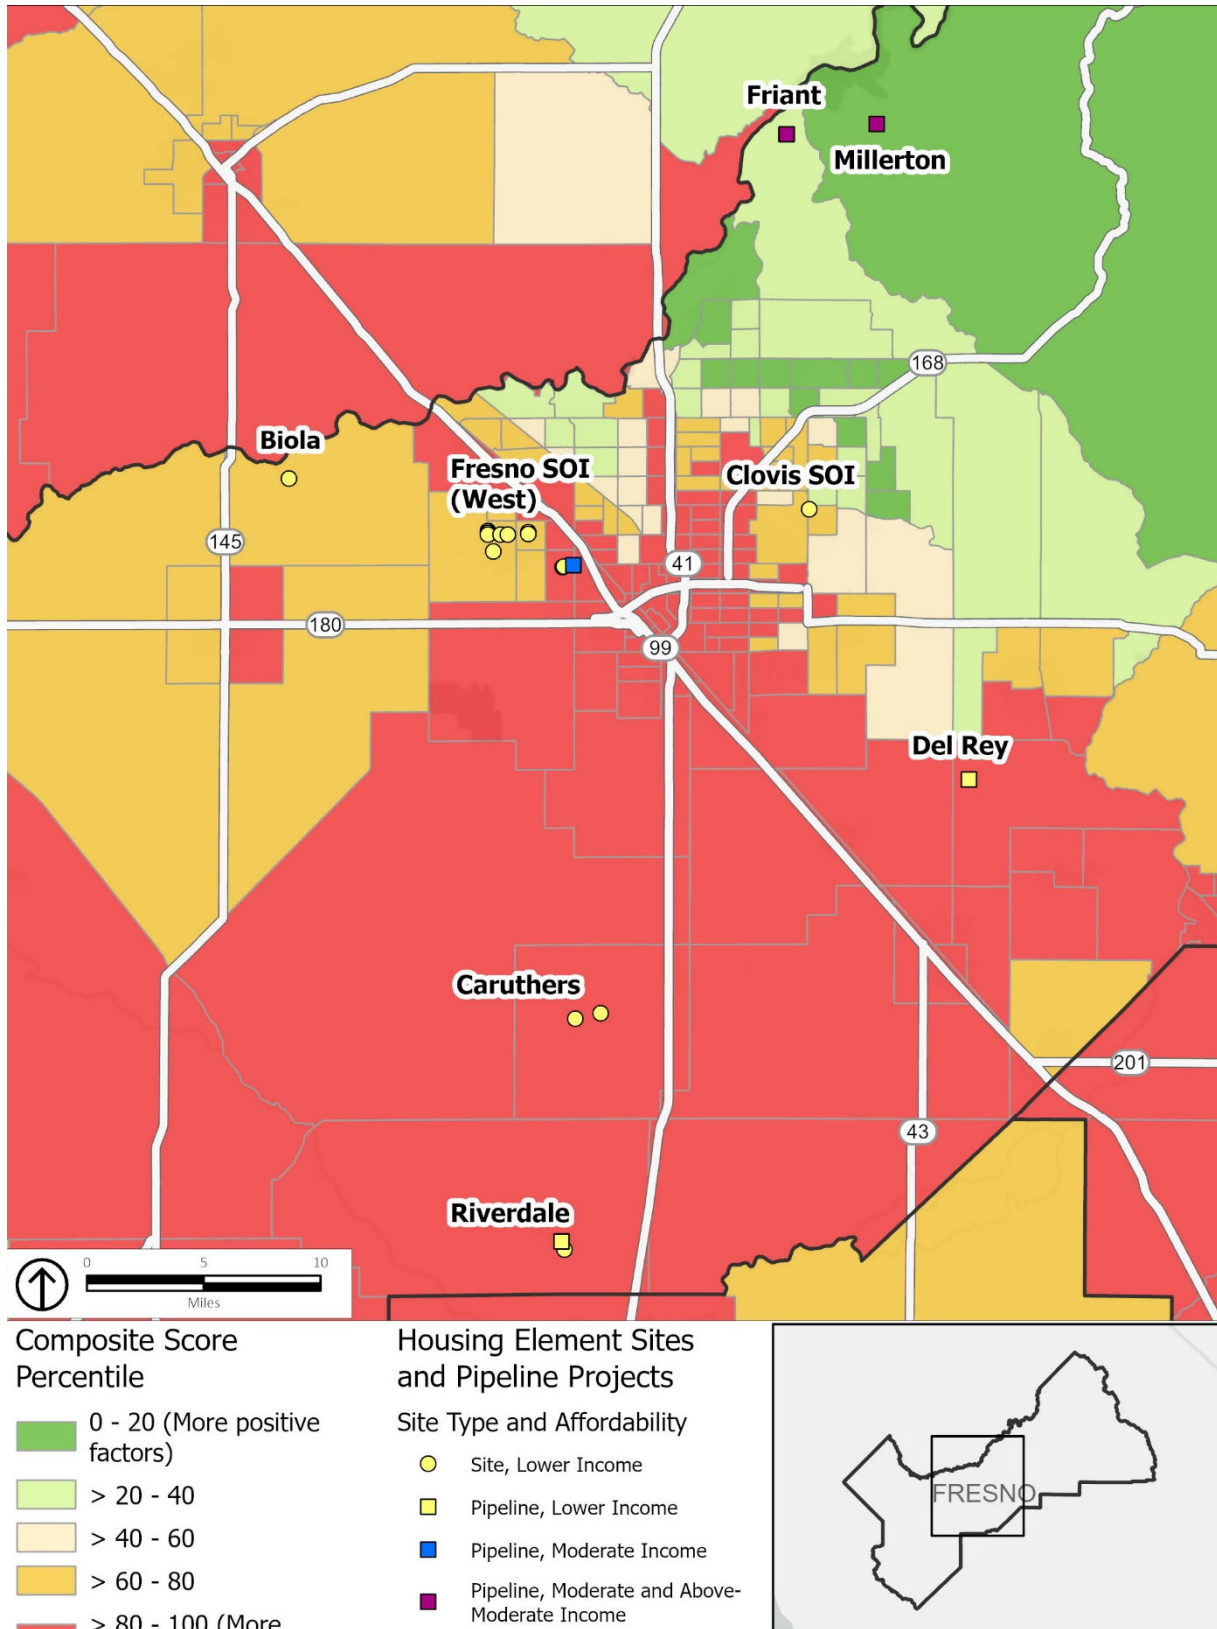 Friant
Millerton
168
Biola
Fresno SOI
(West)
Clovis SOI
145
41
180
99
Del Rey
Caruthers
201
43
Riverdale
0 5 10
Miles
Composite Score
Percentile
0 - 20 (More positive
factors)
> 20 - 40
> 40 - 60
> 60 - 80
> 80 - 100 (More
Housing Element Sites
and Pipeline Projects
Site Type and Affordability
Site, Lower Income
Pipeline, Lower Income
Pipeline, Moderate Income
Pipeline, Moderate and Above-
Moderate Income
FRESNO